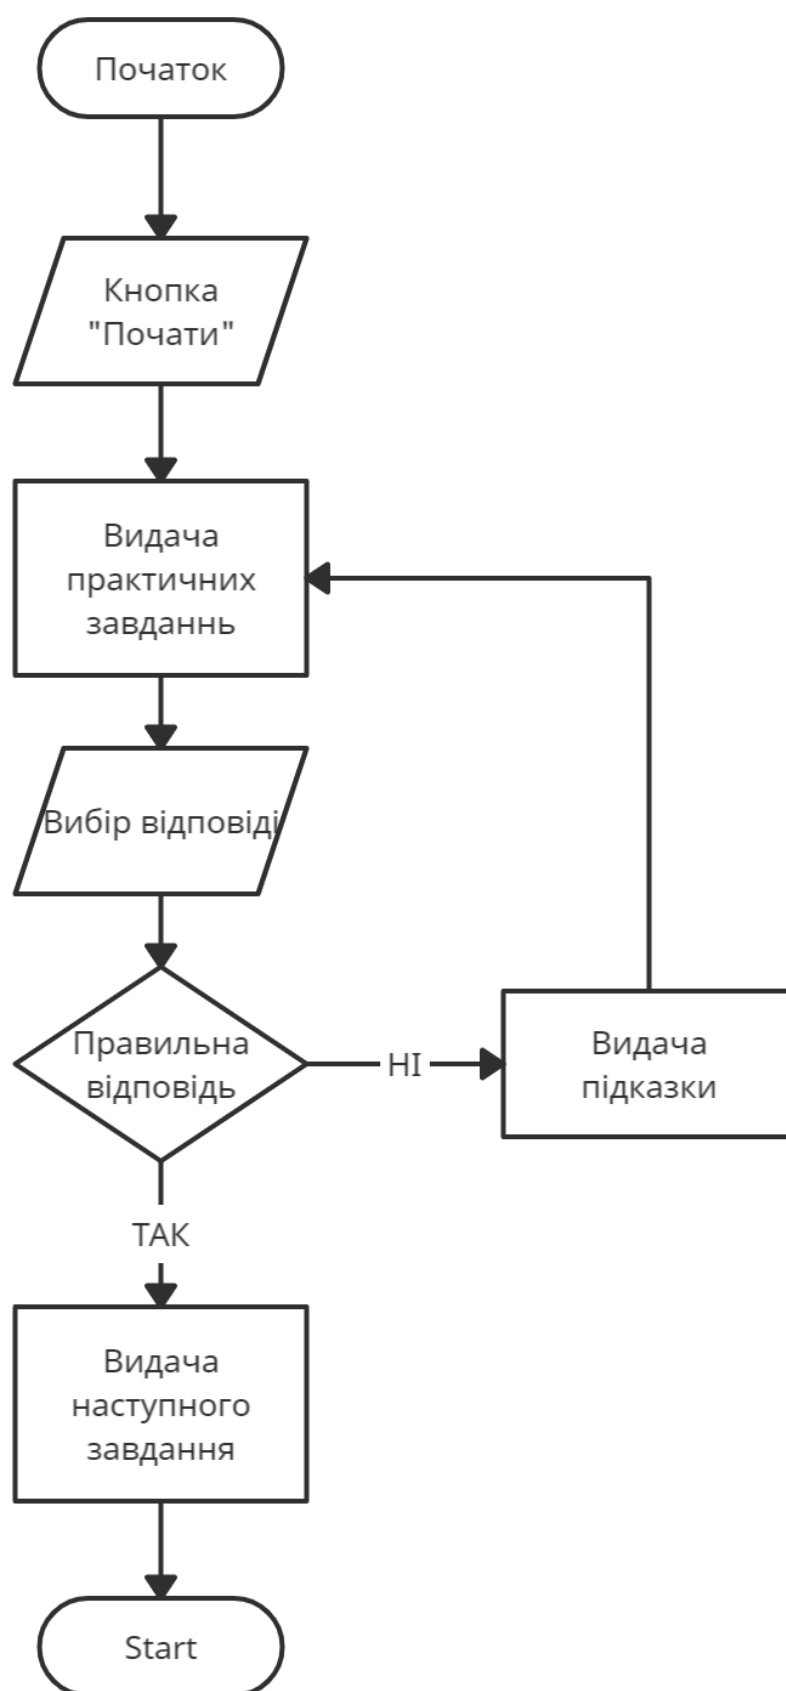 Початок
Кнопка
"Почати"
Видача
практичних
завданнь
Вибір відповіді
Правильна
відповідь
НІ
Видача
підказки
ТАК
Видача
наступного
завдання
Start